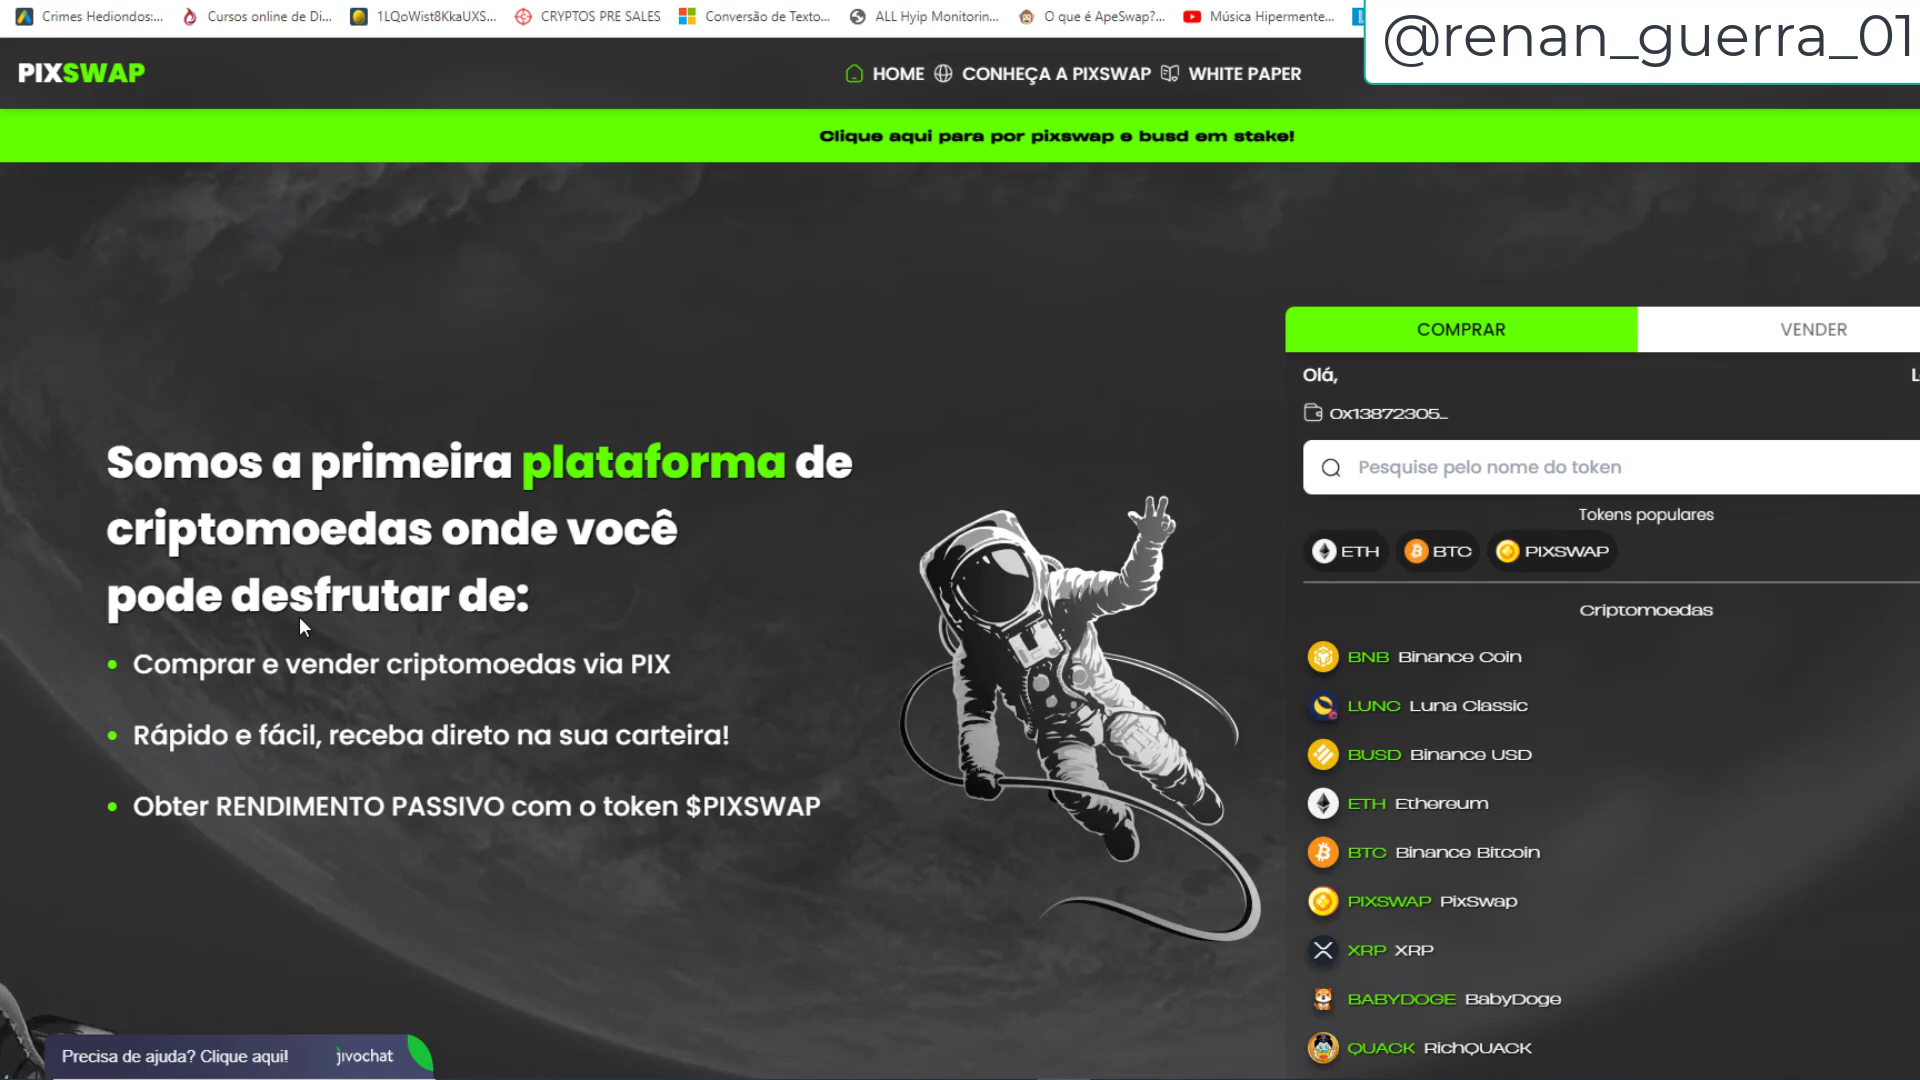 Crimes Hediondos:...
Cursos online de Di...
1LQoWist8KkaUXS...
CRYPTOS PRE SALES
Conversão de Texto...
ALL Hyip Monitorin...
O que é ApeSwap?...
Música Hipermente...
@renan_guerra_01
PIXSWAP
HOME
CONHEÇA A PIXSWAP
WHITE PAPER
Clique aqui para por pixswap e busd em stake!
COMPRAR
VENDER
Olá,
0x13872305...
Pesquise pelo nome do token
Tokens populares
ETH
BTC
PIXSWAP
Criptomoedas
BNB Binance Coin
LUNC Luna Classic
BUSD Binance USD
ETH Ethereum
BTC Binance Bitcoin
PIXSWAP PixSwap
XRP XRP
BABYDOGE BabyDoge
QUACK RichQUACK
Somos a primeira plataforma de
criptomoedas onde você
pode desfrutar de:
Comprar e vender criptomoedas via PIX
Rápido e fácil, receba direto na sua carteira!
Obter RENDIMENTO PASSIVO com o token $PIXSWAP
Precisa de ajuda? Clique aqui!
jivochat